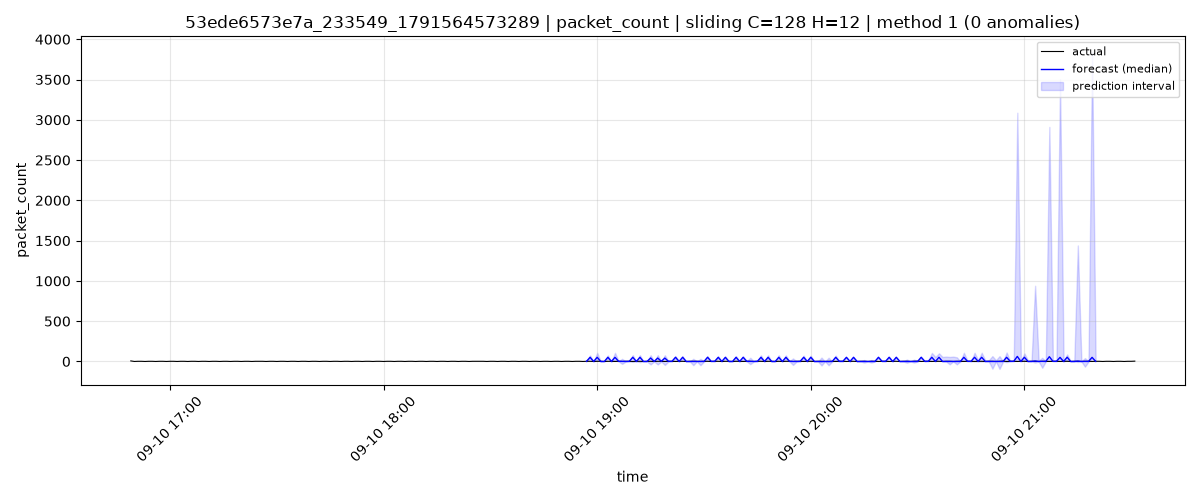 53ede6573e7a_233549_1791564573289 | packet_count | sliding C=128 H=12 | method 1 (0 anomalies)
4000
3500
3000
2500
2000
1500
1000
500
0
packet_count
actual
forecast (median)
prediction interval
09-10 17:00
09-10 18:00
09-10 19:00
09-10 20:00
09-10 21:00
time